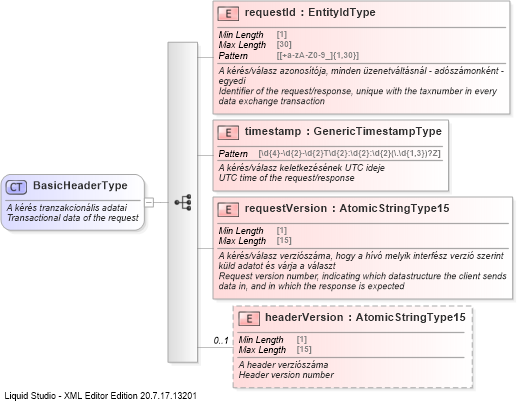 E requestId : EntityIdType
Min Length [1]
Max Length [30]
Pattern [[+a-zA-Z0-9_]{1,30}]
A kérés/válasz azonosítója, minden üzenetváltásnál - adószámonként -
egyedi
Identifier of the request/response, unique with the taxnumber in every
data exchange transaction
E timestamp : GenericTimestampType
Pattern [\d{4}-\d{2}-\d{2}T\d{2}:\d{2}:\d{2}(\.\d{1,3})?Z]
A kérés/válasz keletkezésének UTC ideje
UTC time of the request/response
CT BasicHeaderType
A kérés tranzakcionális adatai
Transactional data of the request
E requestVersion : AtomicStringType15
Min Length [1]
Max Length [15]
A kérés/válasz verziószáma, hogy a hívó melyik interfész verzió szerint
küld adatot és várja a választ
Request version number, indicating which datastructure the client sends
data in, and in which the response is expected
E headerVersion : AtomicStringType15
0..1
Min Length [1]
Max Length [15]
A header verziószáma
Header version number
Liquid Studio - XML Editor Edition 20.7.17.13201